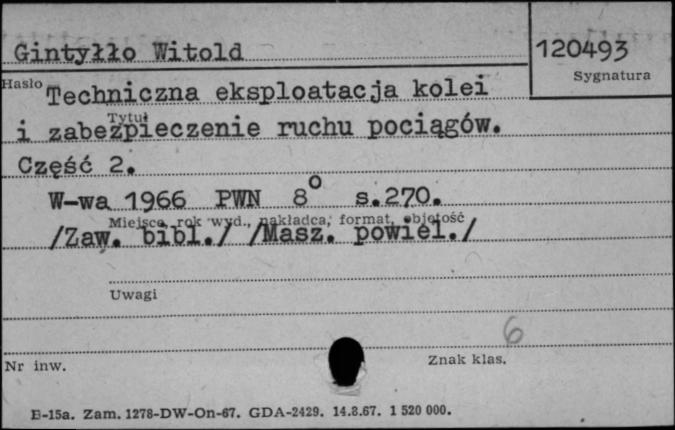 Gintyłło Witold
120493
Sygnatura
Hasło
Techniczna eksploatacja kolei
Tytuł
i zabezpieczenie ruchu pociągów.
Część 2.
W-wa 1966 PWN 8° s.270.
Miejsce, rok wyd., nakładca, format, objętość
/Zaw. bibl./ /Masz. powiel./
Uwagi
6
Nr inw.
Znak klas.
B-15a. Zam. 1278-DW-On-67. GDA-2429. 14.8.67. 1 520 000.